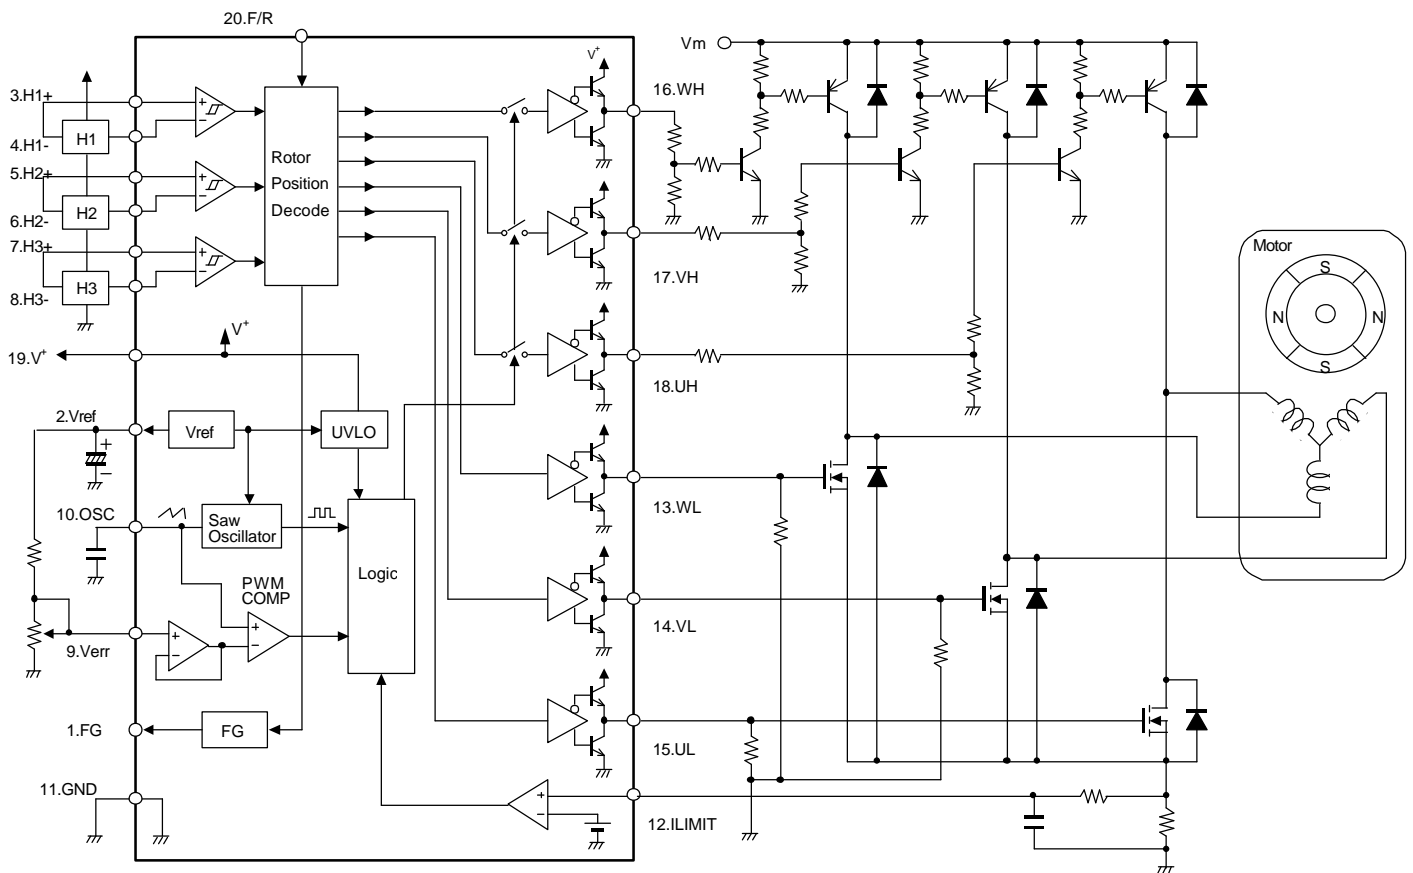 20.F/R
Vm
V+
16.WH
3.H1+
H1
4.H1-
5.H2+
H2
6.H2-
7.H3+
H3
8.H3-
Rotor
Position
Decode
17.VH
Motor
S
N
N
S
V+
19.V+
18.UH
2.Vref
+
−
Vref
UVLO
13.WL
10.OSC
Saw
Oscillator
Logic
PWM
COMP
9.Verr
14.VL
1.FG
FG
15.UL
11.GND
12.ILIMIT